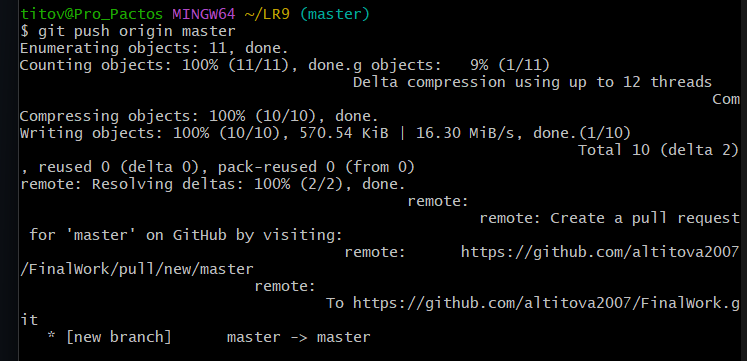 titov@Pro_Pactos MINGW64 ~/LR9 (master)
$ git push origin master
Enumerating objects: 11, done.
Counting objects: 100% (11/11), done.g objects:   9% (1/11)
Delta compression using up to 12 threads
Com
Compressing objects: 100% (10/10), done.
Writing objects: 100% (10/10), 570.54 KiB | 16.30 MiB/s, done.(1/10)
Total 10 (delta 2)
, reused 0 (delta 0), pack-reused 0 (from 0)
remote: Resolving deltas: 100% (2/2), done.
remote:
remote: Create a pull request
for 'master' on GitHub by visiting:
remote:      https://github.com/altitova2007
/FinalWork/pull/new/master
remote:
To https://github.com/altitova2007/FinalWork.g
it
* [new branch]      master -> master